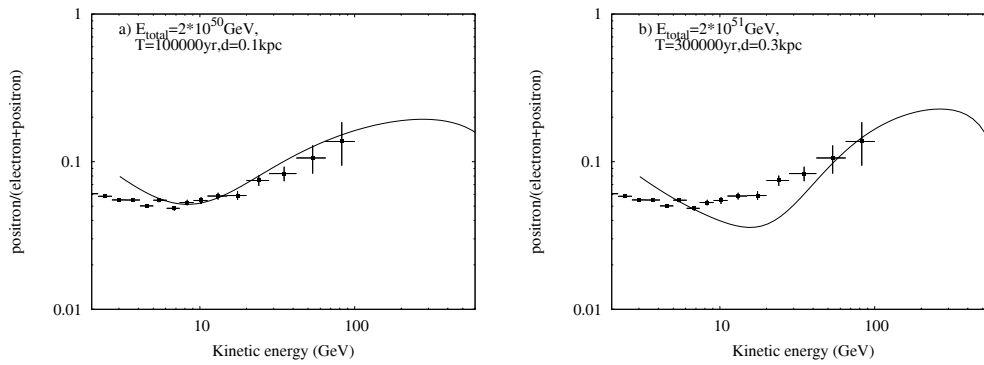 1
a) E_total=2*10^50GeV,
T=100000yr,d=0.1kpc
0.1
0.01
10
100
Kinetic energy (GeV)
positron/(electron+positron)
1
b) E_total=2*10^51GeV,
T=300000yr,d=0.3kpc
0.1
0.01
10
100
Kinetic energy (GeV)
positron/(electron+positron)